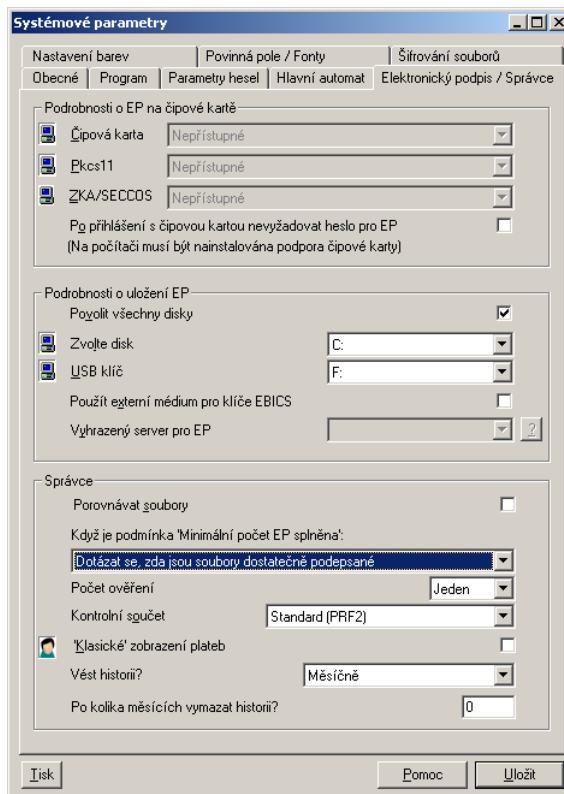 Systémové parametry
Nastavení barev Povinná pole / Fonty Šifrování souborů
Obecné Program Parametry hesel Hlavní automat Elektronický podpis / Správce
Podrobnosti o EP na čipové kartě
Čipová karta Nepřístupné
Pkcs11 Nepřístupné
ZKA/SECCOS Nepřístupné
Po přihlášení s čipovou kartou nevyžadovat heslo pro EP
(Na počítači musí být nainstalována podpora čipové karty)
Podrobnosti o uložení EP
Povolit všechny disky
Zvolte disk C:
USB klíč F:
Použít externí médium pro klíče EBICS
Vyhrazený server pro EP ?
Správce
Porovnávat soubory
Když je podmínka 'Minimální počet EP splněna':
Dotázat se, zda jsou soubory dostatečně podepsané
Počet ověření Jeden
Kontrolní součet Standard (PRF2)
'Klasické' zobrazení plateb
Vést historii? Měsíčně
Po kolika měsících vymazat historii? 0
Tisk Pomoc Uložit